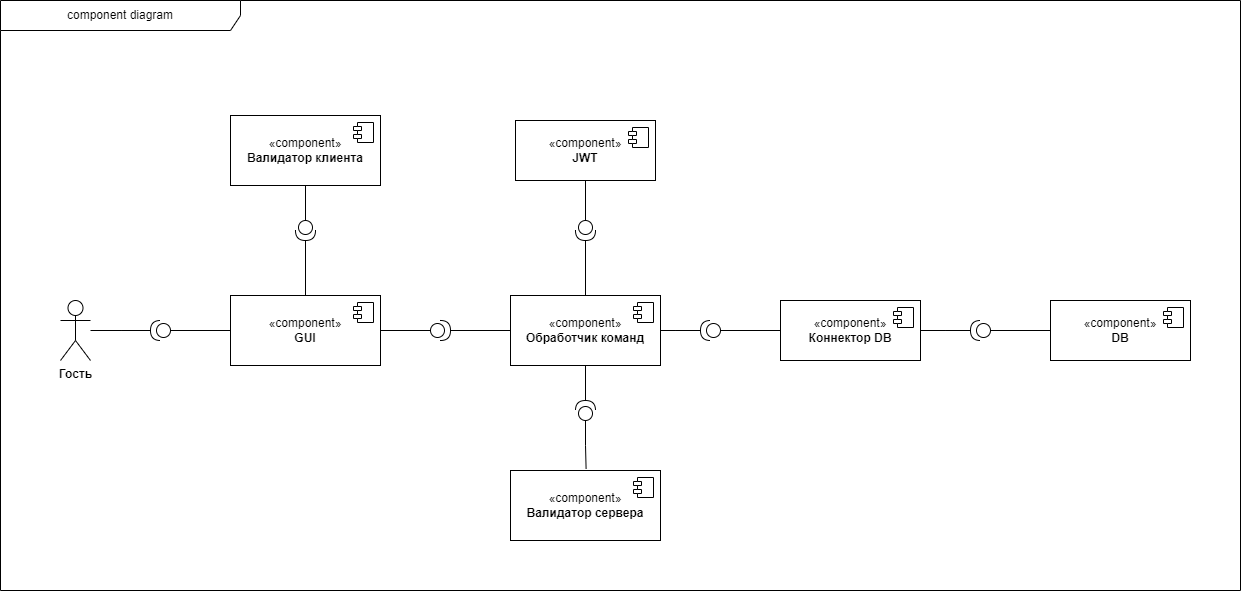 component diagram
«component»
Валидатор клиента
«component»
JWT
Гость
«component»
GUI
«component»
Обработчик команд
«component»
Коннектор DB
«component»
DB
«component»
Валидатор сервера